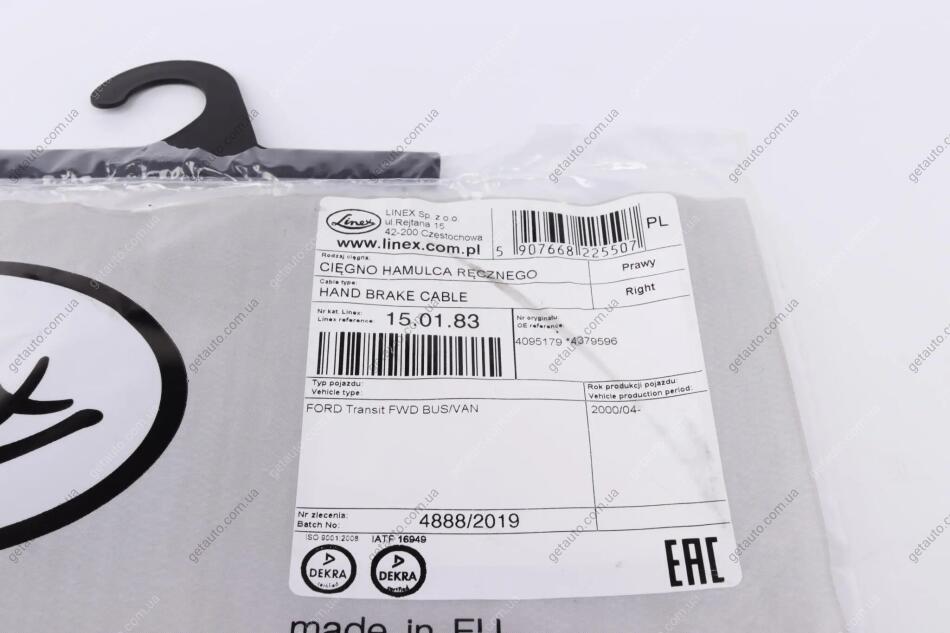 Linex
LINEX Sp. z o.o.
ul.Rejtana 15
42-200 Czestochowa
www.linex.com.pl
5 907668 225507
PL
Rodzaj cięgna:
CIĘGNO HAMULCA RĘCZNEGO
Prawy
Cable type:
HAND BRAKE CABLE
Right
Nr kat. Linex:
Linex reference:
15.01.83
Nr oryginału:
OE reference:
4095179 *4379596
Typ pojazdu:
Vehicle type:
Rok produkcji pojazdu:
Vehicle production period:
FORD Transit FWD BUS/VAN
2000/04-
Nr zlecenia:
Batch No:
4888/2019
ISO 9001:2008
IATF 16949
DEKRA
DEKRA
certified
EAC
made in EU
getauto.com.ua